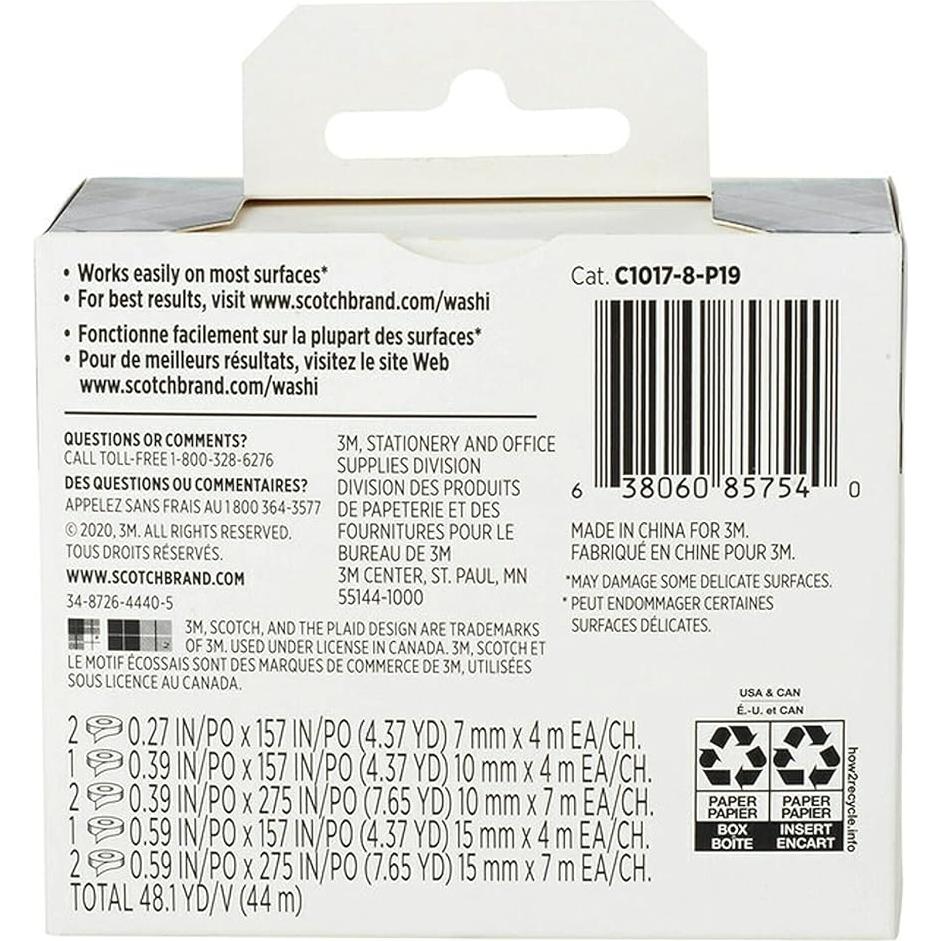 • Works easily on most surfaces*
• For best results, visit www.scotchbrand.com/washi
• Fonctionne facilement sur la plupart des surfaces*
• Pour de meilleurs résultats, visitez le site Web
www.scotchbrand.com/washi
QUESTIONS OR COMMENTS?
CALL TOLL-FREE 1-800-328-6276
DES QUESTIONS OU COMMENTAIRES?
APPELEZ SANS FRAIS AU 1 800 364-3577
© 2020, 3M. ALL RIGHTS RESERVED.
TOUS DROITS RÉSERVÉS.
WWW.SCOTCHBRAND.COM
34-8726-4440-5
3M, STATIONERY AND OFFICE
SUPPLIES DIVISION
DIVISION DES PRODUITS
DE PAPETERIE ET DES
FOURNITURES POUR LE
BUREAU DE 3M
3M CENTER, ST. PAUL, MN
55144-1000
3M, SCOTCH, AND THE PLAID DESIGN ARE TRADEMARKS
OF 3M. USED UNDER LICENSE IN CANADA. 3M, SCOTCH ET
LE MOTIF ÉCOSSAIS SONT DES MARQUES DE COMMERCE DE 3M, UTILISÉES
SOUS LICENCE AU CANADA.
2 0.27 IN/PO x 157 IN/PO (4.37 YD) 7 mm x 4 m EA/CH.
1 0.39 IN/PO x 157 IN/PO (4.37 YD) 10 mm x 4 m EA/CH.
2 0.39 IN/PO x 275 IN/PO (7.65 YD) 10 mm x 7 m EA/CH.
1 0.59 IN/PO x 157 IN/PO (4.37 YD) 15 mm x 4 m EA/CH.
2 0.59 IN/PO x 275 IN/PO (7.65 YD) 15 mm x 7 m EA/CH.
TOTAL 48.1 YD/V (44 m)
Cat. C1017-8-P19
6 38060 85754 0
MADE IN CHINA FOR 3M.
FABRIQUÉ EN CHINE POUR 3M.
*MAY DAMAGE SOME DELICATE SURFACES.
* PEUT ENDOMMAGER CERTAINES
SURFACES DÉLICATES.
USA & CAN
É.-U. et CAN
PAPER
PAPIER
BOX
BOÎTE
PAPER
PAPIER
INSERT
ENCART
how2recycle.info